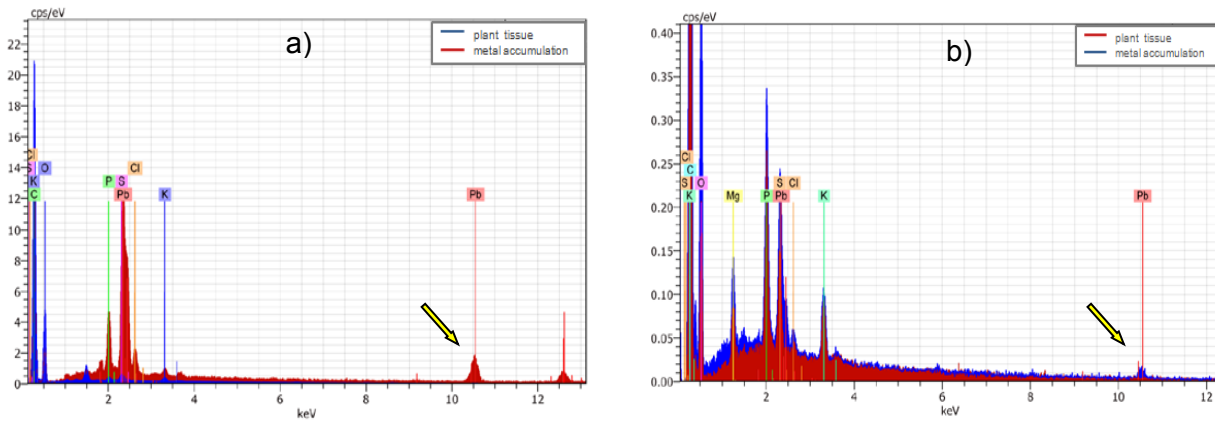 cps/eV
a)
plant tissue
metal accumulation
22
20
18
16
14
12
10
8
6
4
2
0
Cl
S O P S Cl
K K
C Pb Pb
2 4 6 8 10 12
keV
cps/eV
b)
plant tissue
metal accumulation
0.40
0.35
0.30
0.25
0.20
0.15
0.10
0.05
0.00
Cl
C
S O S Cl
K Mg P Pb K Pb
2 4 6 8 10 12
keV